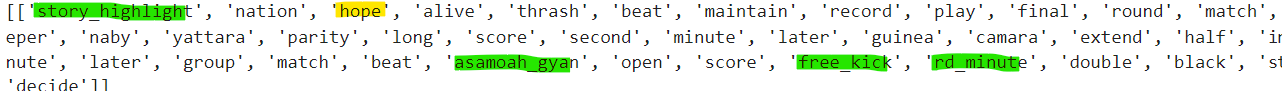 [['story_highlight', 'nation', 'hope', 'alive', 'thrash', 'beat', 'maintain', 'record', 'play', 'final', 'round', 'match',
eper', 'naby', 'yattara', 'parity', 'long', 'score', 'second', 'minute', 'later', 'guinea', 'camara', 'extend', 'half', 'i
nute', 'later', 'group', 'match', 'beat', 'asamoah_gyan', 'open', 'score', 'free_kick', 'rd_minute', 'double', 'black', 'st
'decide']]